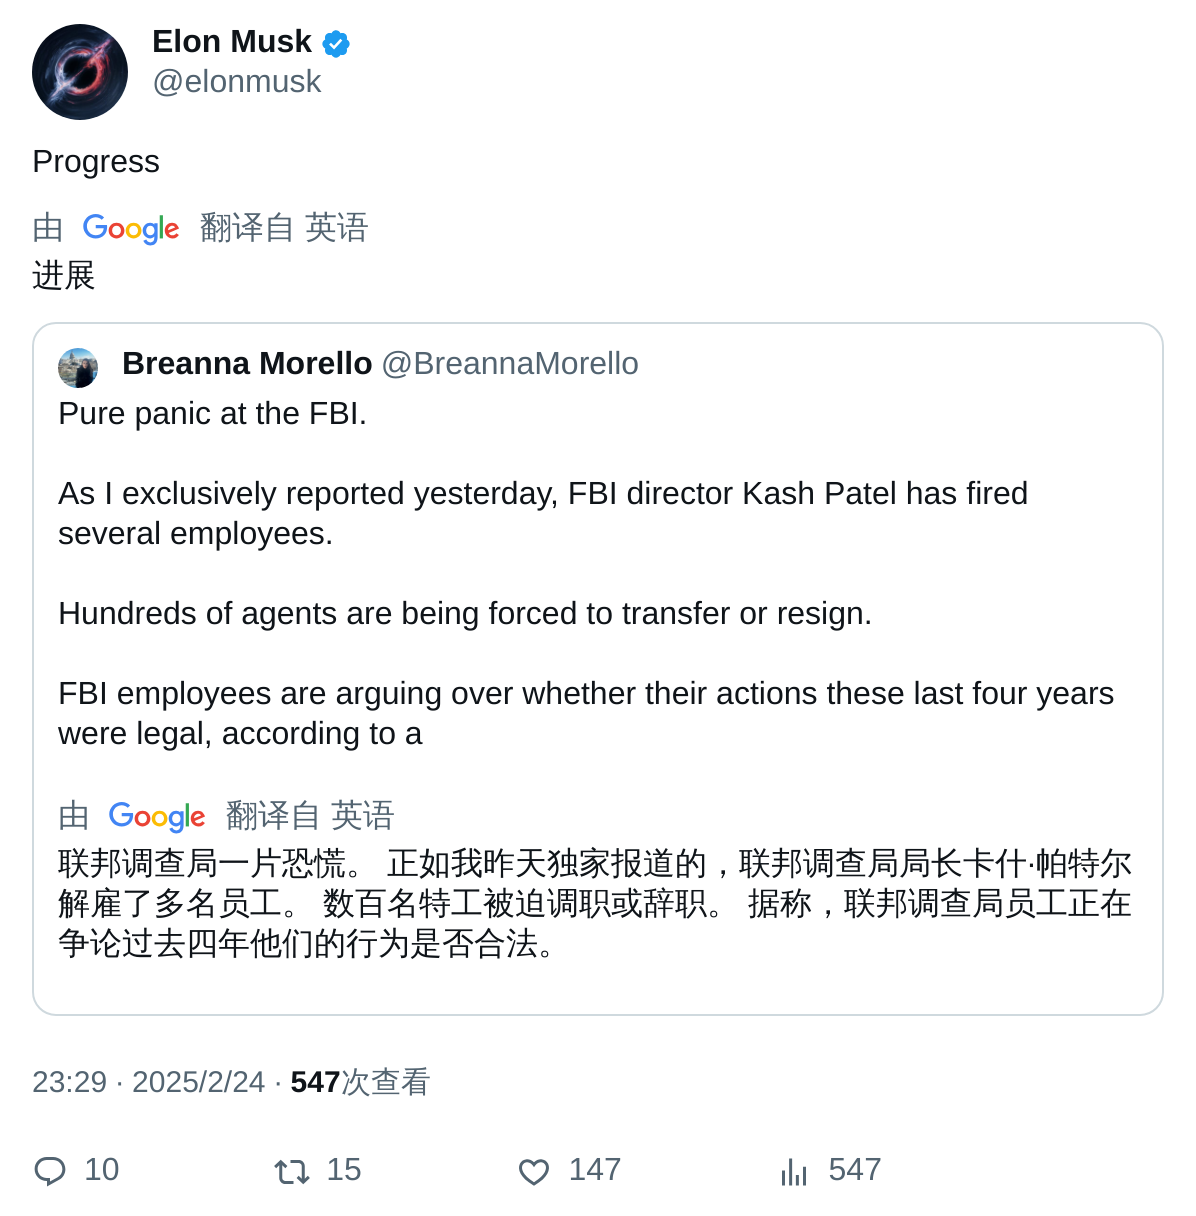 Elon Musk
@elonmusk
Progress
由 Google 翻译自 英语
进展
Breanna Morello @BreannaMorello
Pure panic at the FBI.
As I exclusively reported yesterday, FBI director Kash Patel has fired
several employees.
Hundreds of agents are being forced to transfer or resign.
FBI employees are arguing over whether their actions these last four years
were legal, according to a
由 Google 翻译自 英语
联邦调查局一片恐慌。 正如我昨天独家报道的，联邦调查局局长卡什·帕特尔
解雇了多名员工。 数百名特工被迫调职或辞职。 据称，联邦调查局员工正在
争论过去四年他们的行为是否合法。
23:29 · 2025/2/24 · 547次查看
10 15 147 547